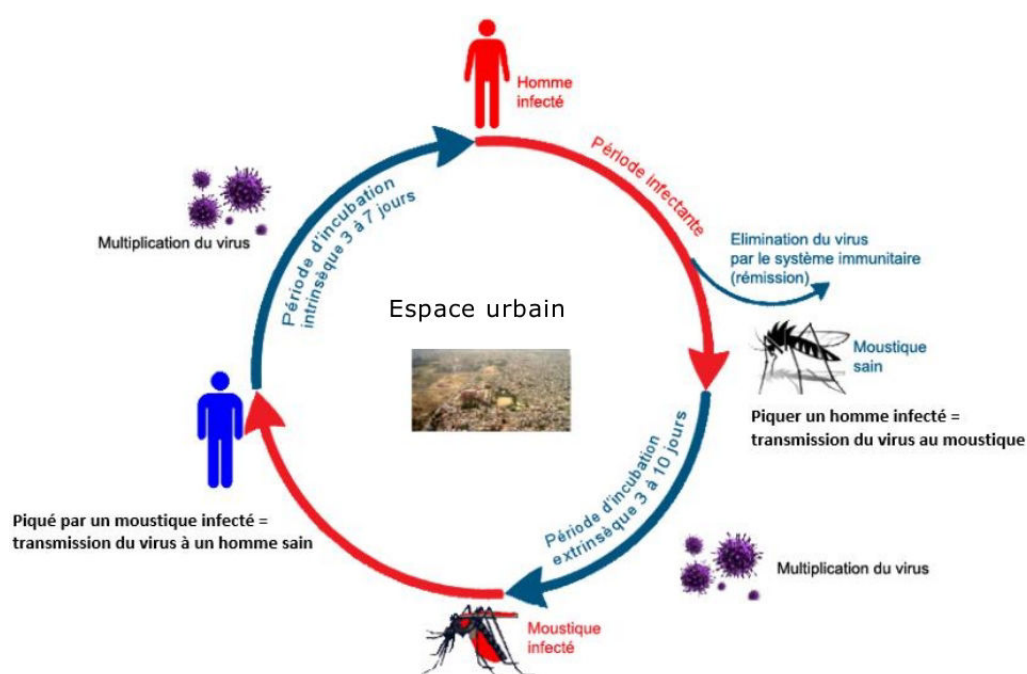 Homme
infecté
Période infectante
Elimination du virus
par le système immunitaire
(rémission)
Moustique
sain
Piquer un homme infecté =
transmission du virus au moustique
Période d'incubation
extrinsèque 3 à 10 jours
Multiplication du virus
Moustique
infecté
Piqué par un moustique infecté =
transmission du virus à un homme sain
Période d'incubation
intrinsèque 3 à 7 jours
Multiplication du virus
Espace urbain